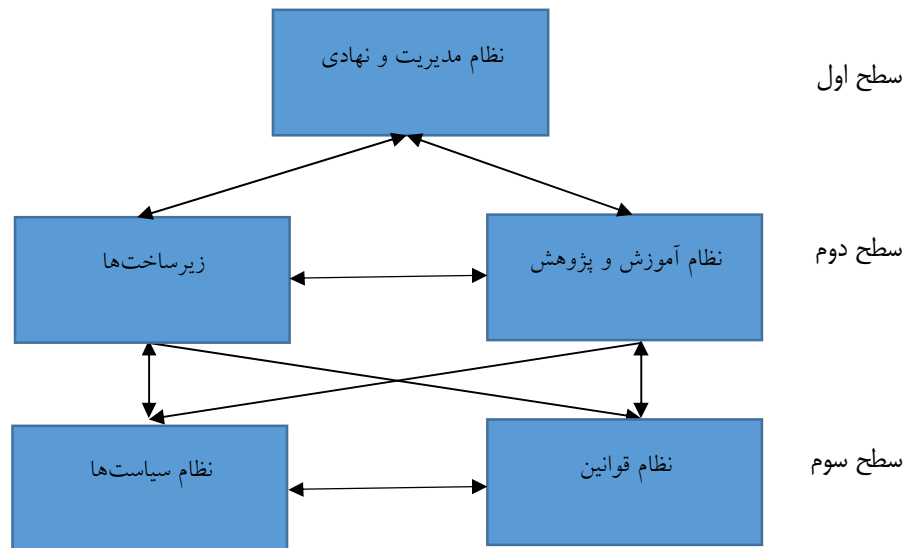 نظام مدیریت و نهادی
سطح اول
نظام آموزش و پژوهش
زیرساخت‌ها
سطح دوم
نظام قوانین
نظام سیاست‌ها
سطح سوم